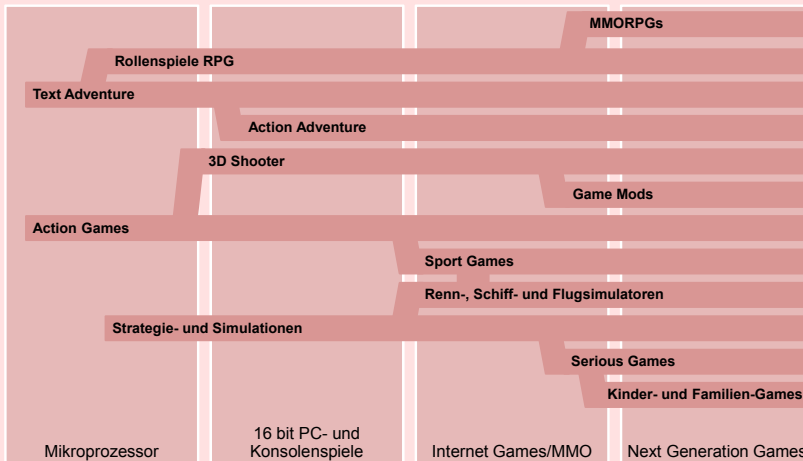 MMORPGs
Rollenspiele RPG
Text Adventure
Action Adventure
3D Shooter
Game Mods
Action Games
Sport Games
Renn-, Schiff- und Flugsimulatoren
Strategie- und Simulationen
Serious Games
Kinder- und Familien-Games
Mikroprozessor
16 bit PC- und
Konsolenspiele
Internet Games/MMO
Next Generation Games